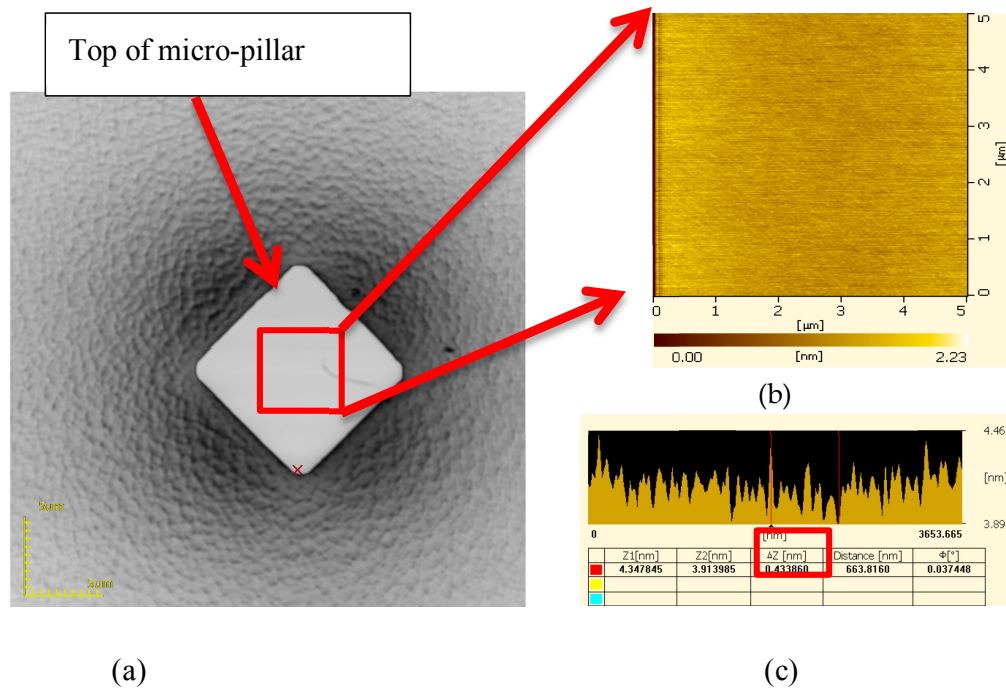 Top of micro-pillar
5um
5um
(a)
5
4
3
2
1
0
[µm]
0 1 2 3 4 5
[µm]
0.00 [nm] 2.23
(b)
4.46
[nm]
3.89
0 [nm] 3653.665
Z1[nm] Z2[nm] ΔZ [nm] Distance [nm] Φ[°]
4.347845 3.913985 0.433860 663.8160 0.037448
(c)